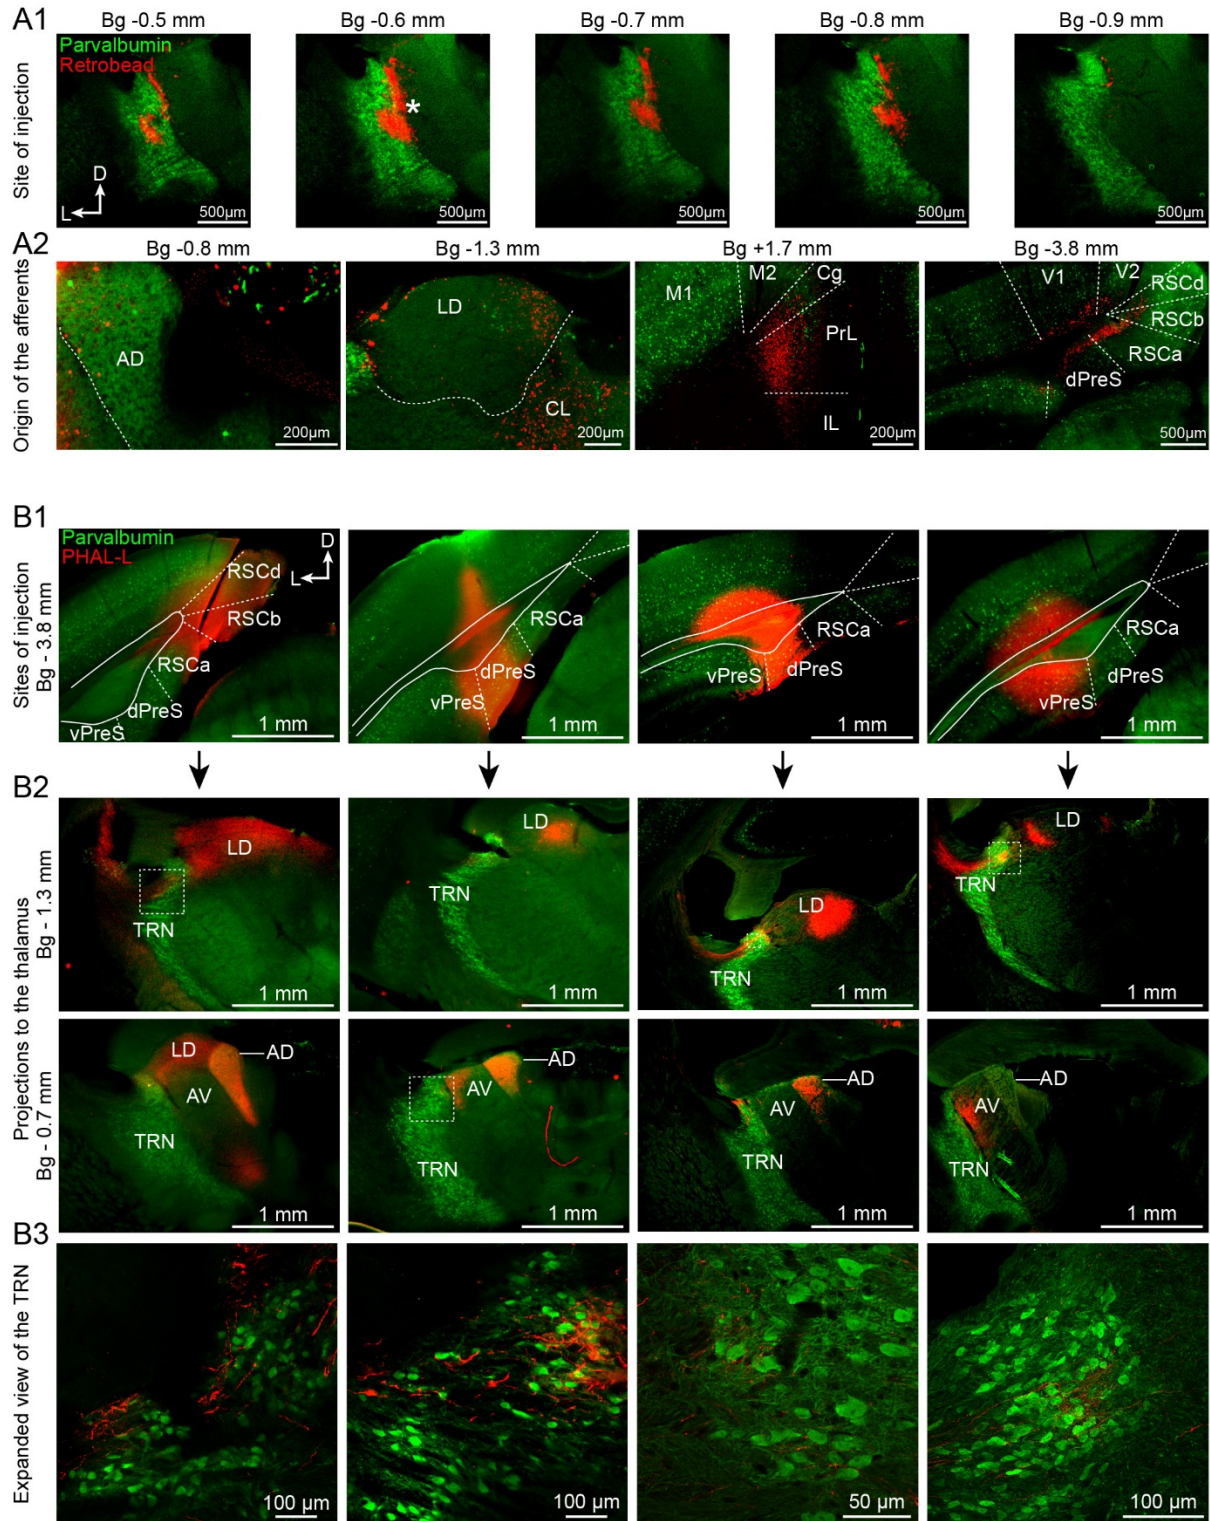 A1
Bg -0.5 mm
Bg -0.6 mm
Bg -0.7 mm
Bg -0.8 mm
Bg -0.9 mm
Site of injection
Parvalbumin
Retrobead
D
L
*
500µm
500µm
500µm
500µm
500µm
A2
Bg -0.8 mm
Bg -1.3 mm
Bg +1.7 mm
Bg -3.8 mm
Origin of the afferents
AD
200µm
LD
CL
200µm
M1
M2
Cg
PrL
IL
200µm
V1
V2
RSCd
RSCb
RSCa
dPreS
500µm
B1
Sites of injection
Bg - 3.8 mm
Parvalbumin
PHAL-L
D
L
RSCd
RSCb
RSCa
dPreS
vPreS
1 mm
RSCa
dPreS
vPreS
1 mm
RSCa
dPreS
vPreS
1 mm
RSCa
dPreS
vPreS
1 mm
B2
Projections to the thalamus
Bg - 1.3 mm
LD
TRN
1 mm
LD
TRN
1 mm
LD
TRN
1 mm
LD
TRN
1 mm
Bg - 0.7 mm
LD
AD
AV
TRN
1 mm
AD
AV
TRN
1 mm
AD
AV
TRN
1 mm
AD
AV
TRN
1 mm
B3
Expanded view of the TRN
100 µm
100 µm
50 µm
100 µm